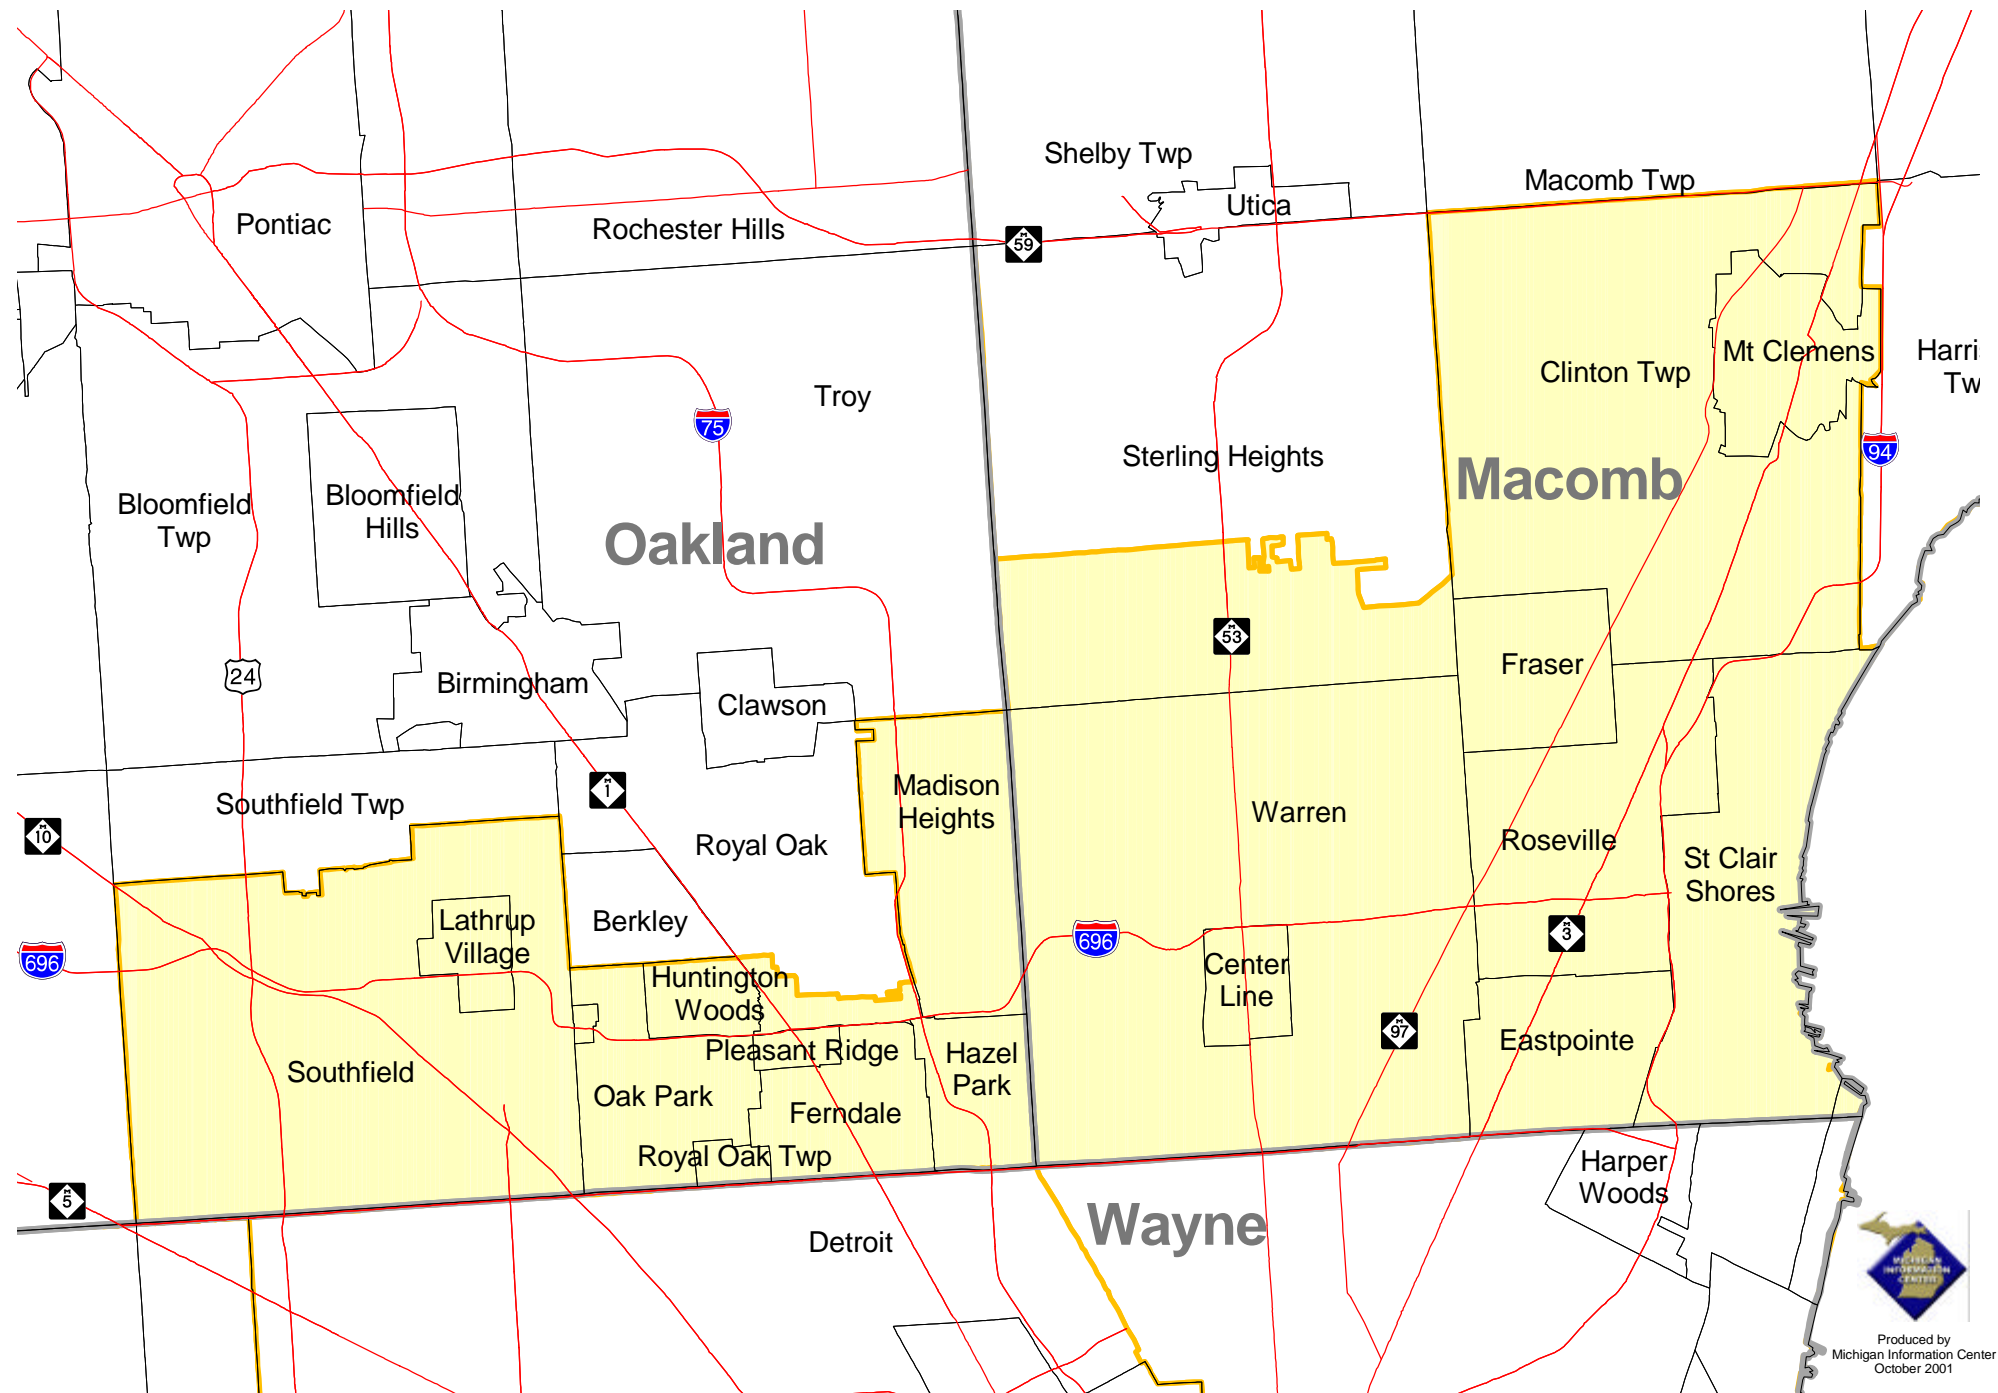 Shelby Twp
Macomb Twp
Utica
Pontiac
Rochester Hills
59
Mt Clemens
Harri
Tw
Clinton Twp
Troy
75
94
Sterling Heights
Macomb
Bloomfield
Twp
Bloomfield
Hills
Oakland
M
53
Fraser
24
Birmingham
Clawson
Madison
Heights
M
1
Southfield Twp
Warren
M
10
Royal Oak
Roseville
St Clair
Shores
Lathrup
Village
Berkley
M
3
696
696
Huntington
Woods
Center
Line
M
97
Eastpointe
Pleasant Ridge
Hazel
Park
Southfield
Oak Park
Ferndale
Royal Oak Twp
Harper
Woods
M
5
Wayne
Detroit
MICHIGAN
INFORMATION
CENTER
Produced by
Michigan Information Center
October 2001